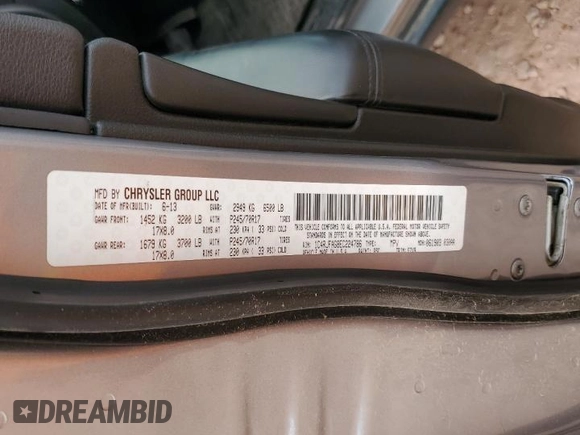 MFD BY CHRYSLER GROUP LLC
DATE OF MFR(BUILT): 6-13 GVWR: 2949 KG 6500 LB
GAWR FRONT: 1452 KG 3200 LB P245/70R17 TIRES
17X8.0 230 KPA ( 33 PSI) COLD
GAWR REAR: 1679 KG 3700 LB P245/70R17 TIRES
17X8.0 230 KPA ( 33 PSI) COLD
THIS VEHICLE CONFORMS TO ALL APPLICABLE U.S.A. FEDERAL MOTOR VEHICLE SAFETY
STANDARDS IN EFFECT ON THE DATE OF MANUFACTURE SHOWN ABOVE.
TYPE: MPV
DREAMBID